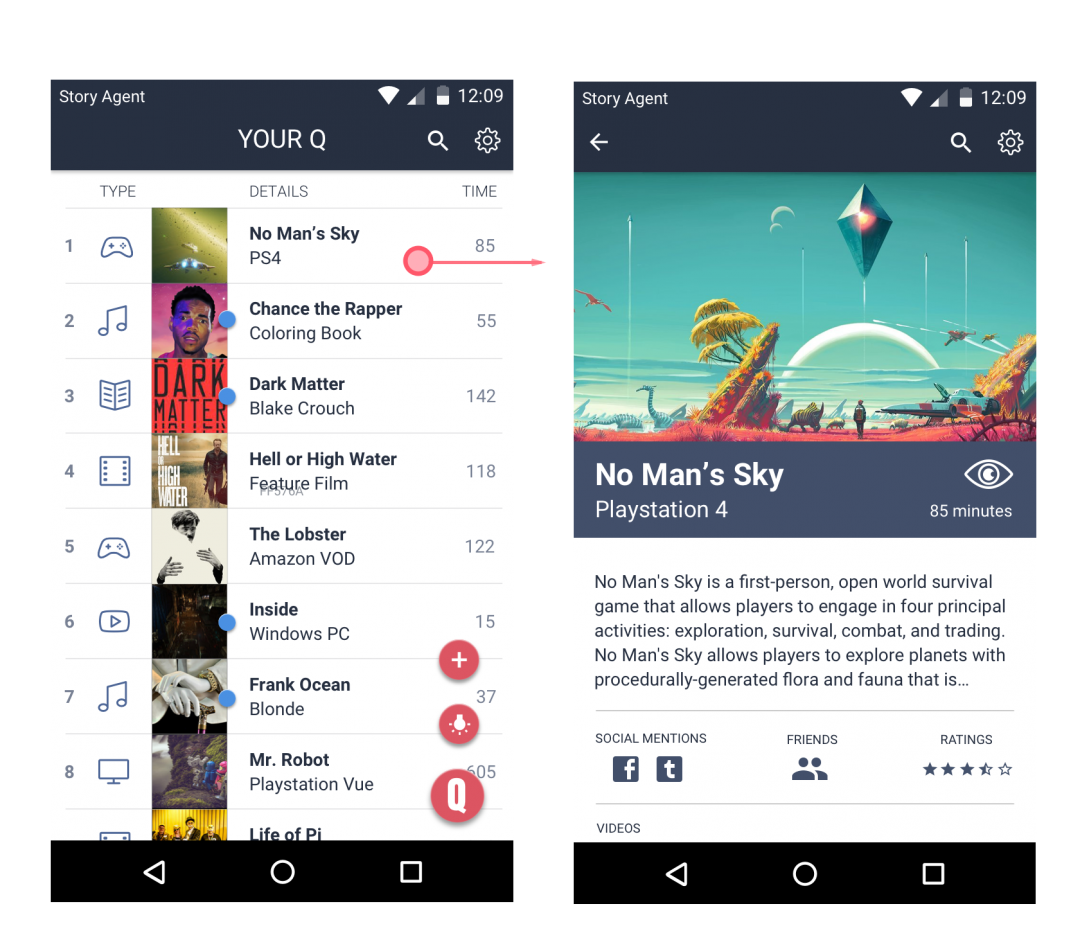 Story Agent 12:09
YOUR Q
TYPE DETAILS TIME
1 No Man’s Sky 85
PS4
2 Chance the Rapper 55
Coloring Book
DARK
MATTER
3 Dark Matter 142
Blake Crouch
HELL
OR
HIGH
WATER
4 Hell or High Water 118
Feature Film
FF576A
5 The Lobster 122
Amazon VOD
6 Inside 15
Windows PC
7 Frank Ocean 37
Blonde
8 Mr. Robot 605
Playstation Vue
Life of Pi
Q
Story Agent 12:09
No Man’s Sky
Playstation 4 85 minutes
No Man's Sky is a first-person, open world survival
game that allows players to engage in four principal
activities: exploration, survival, combat, and trading.
No Man's Sky allows players to explore planets with
procedurally-generated flora and fauna that is...
SOCIAL MENTIONS FRIENDS RATINGS
f t
VIDEOS